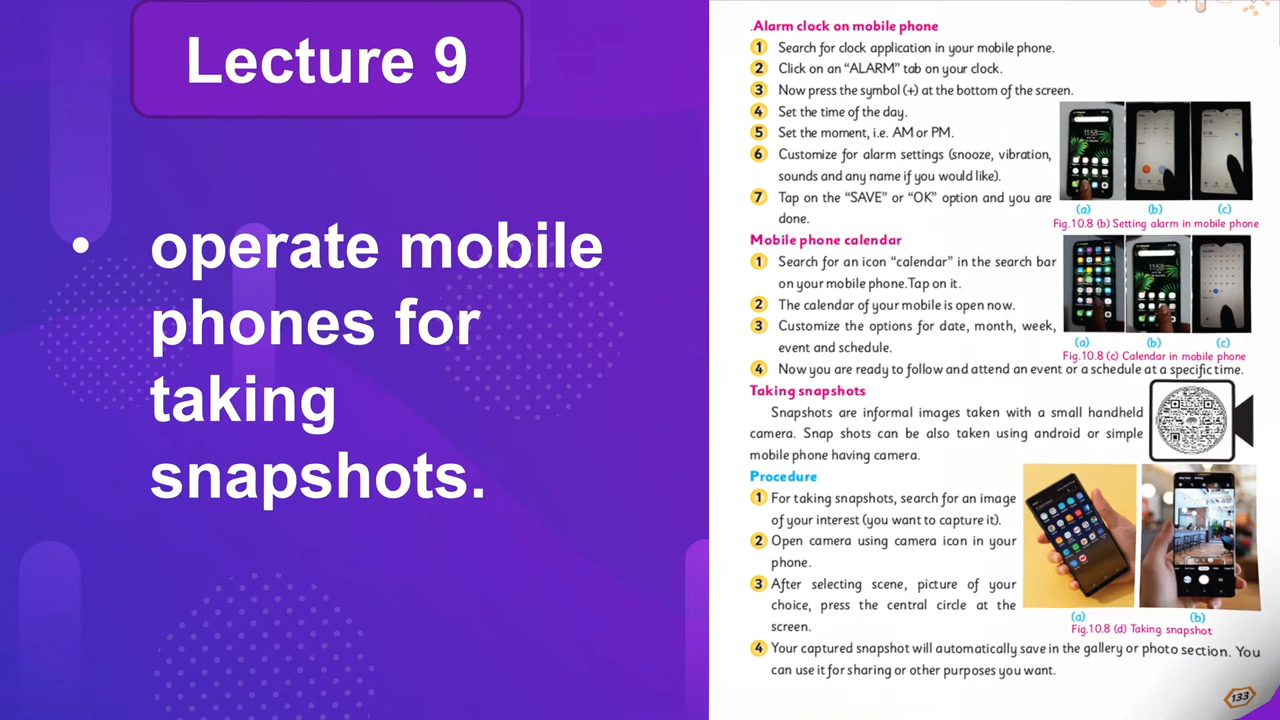 Lecture 9
• operate mobile
phones for
taking
snapshots.
.Alarm clock on mobile phone
1 Search for clock application in your mobile phone.
2 Click on an “ALARM” tab on your clock.
3 Now press the symbol (+) at the bottom of the screen.
4 Set the time of the day.
5 Set the moment, i.e. AM or PM.
6 Customize for alarm settings (snooze, vibration,
sounds and any name if you would like).
7 Tap on the “SAVE” or “OK” option and you are
done.
(a) (b) (c)
Fig.10.8 (b) Setting alarm in mobile phone
Mobile phone calendar
1 Search for an icon “calendar” in the search bar
on your mobile phone.Tap on it.
2 The calendar of your mobile is open now.
3 Customize the options for date, month, week,
event and schedule.
(a) (b) (c)
Fig.10.8 (c) Calendar in mobile phone
4 Now you are ready to follow and attend an event or a schedule at a specific time.
Taking snapshots
Snapshots are informal images taken with a small handheld
camera. Snap shots can be also taken using android or simple
mobile phone having camera.
Procedure
1 For taking snapshots, search for an image
of your interest (you want to capture it).
2 Open camera using camera icon in your
phone.
3 After selecting scene, picture of your
choice, press the central circle at the
screen.
(a) (b)
Fig.10.8 (d) Taking snapshot
4 Your captured snapshot will automatically save in the gallery or photo section. You
can use it for sharing or other purposes you want.
133